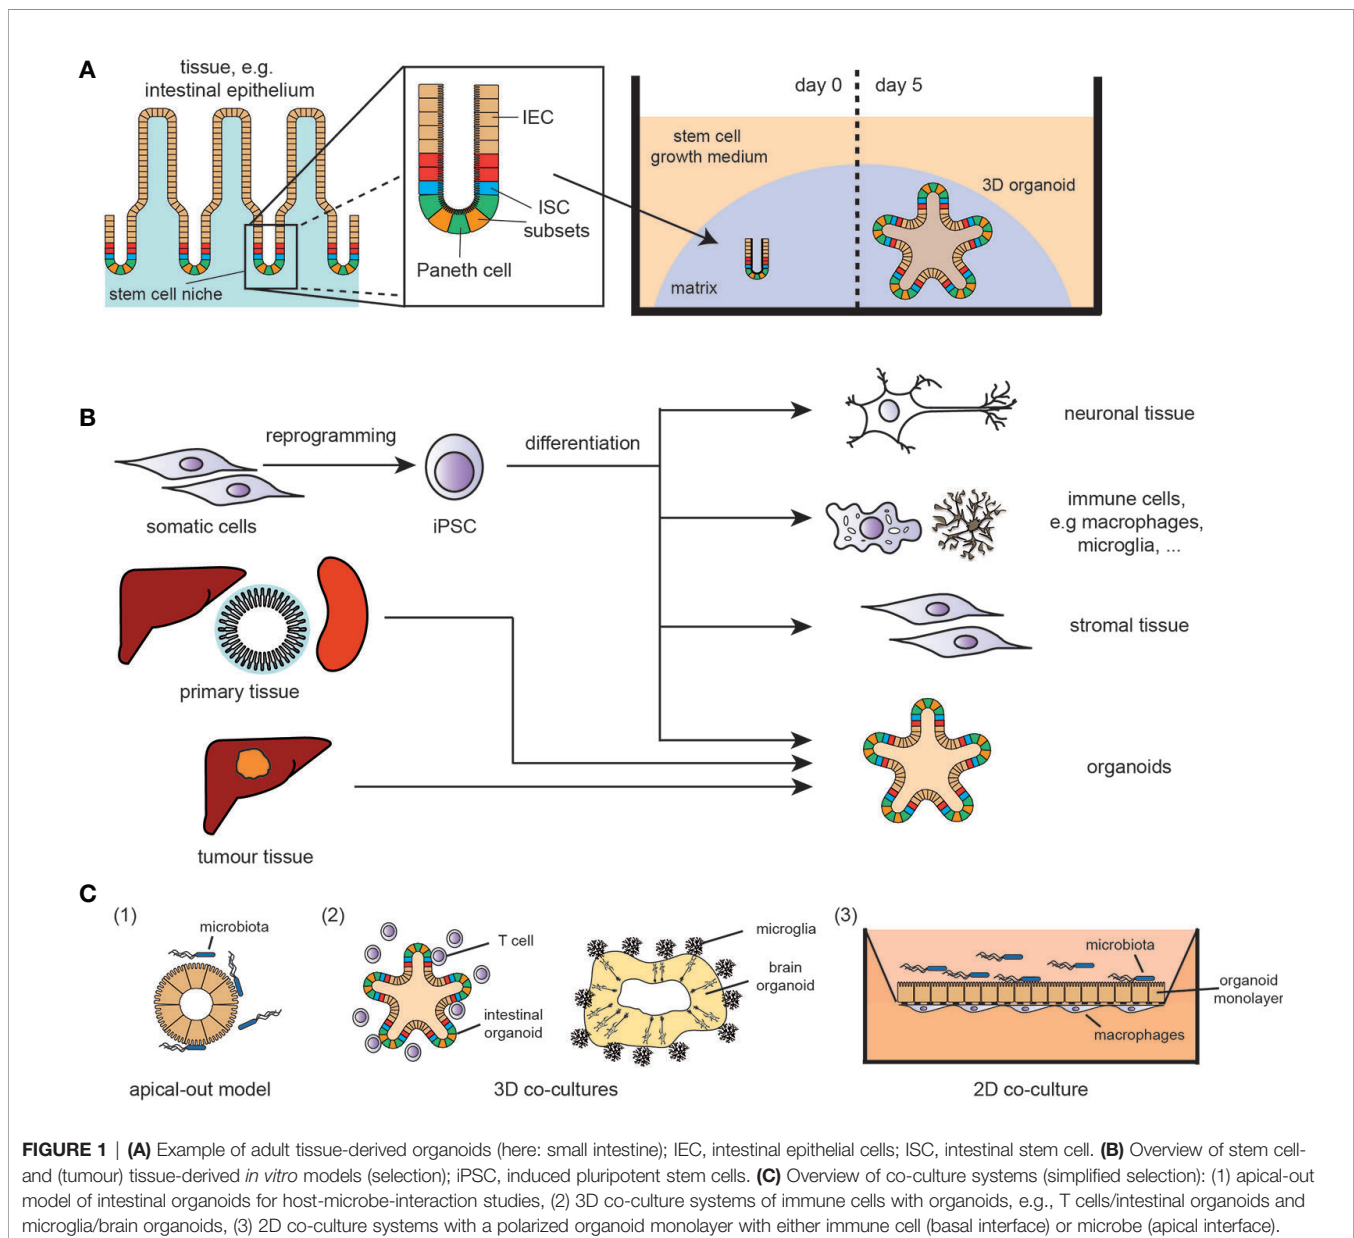 A
tissue, e.g.
intestinal epithelium
stem cell niche
IEC
ISC
subsets
Paneth cell
day 0
day 5
stem cell
growth medium
3D organoid
matrix
B
somatic cells
reprogramming
iPSC
differentiation
neuronal tissue
immune cells,
e.g macrophages,
microglia, ...
stromal tissue
organoids
primary tissue
tumour tissue
C
(1)
microbiota
apical-out model
(2)
T cell
intestinal
organoid
microglia
brain
organoid
3D co-cultures
(3)
microbiota
organoid
monolayer
macrophages
2D co-culture
FIGURE 1 | (A) Example of adult tissue-derived organoids (here: small intestine); IEC, intestinal epithelial cells; ISC, intestinal stem cell. (B) Overview of stem cell-
and (tumour) tissue-derived in vitro models (selection); iPSC, induced pluripotent stem cells. (C) Overview of co-culture systems (simplified selection): (1) apical-out
model of intestinal organoids for host-microbe-interaction studies, (2) 3D co-culture systems of immune cells with organoids, e.g., T cells/intestinal organoids and
microglia/brain organoids, (3) 2D co-culture systems with a polarized organoid monolayer with either immune cell (basal interface) or microbe (apical interface).